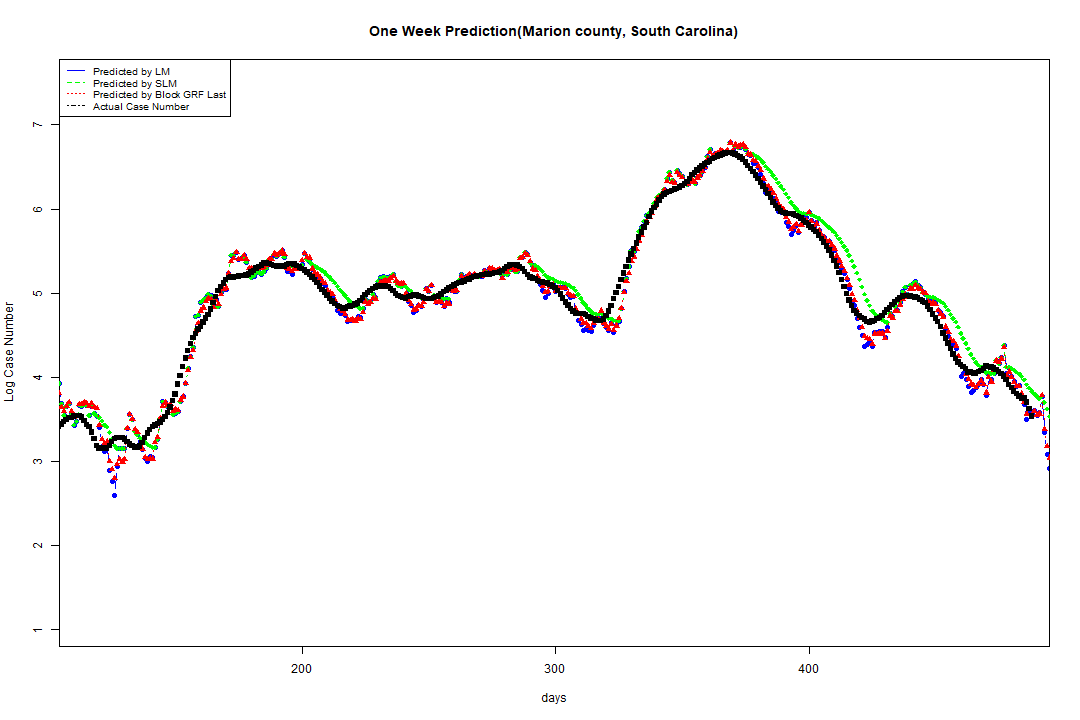 One Week Prediction(Marion county, South Carolina)
Predicted by LM
Predicted by SLM
Predicted by Block GRF Last
Actual Case Number
7
6
5
4
3
2
1
Log Case Number
200
300
400
days